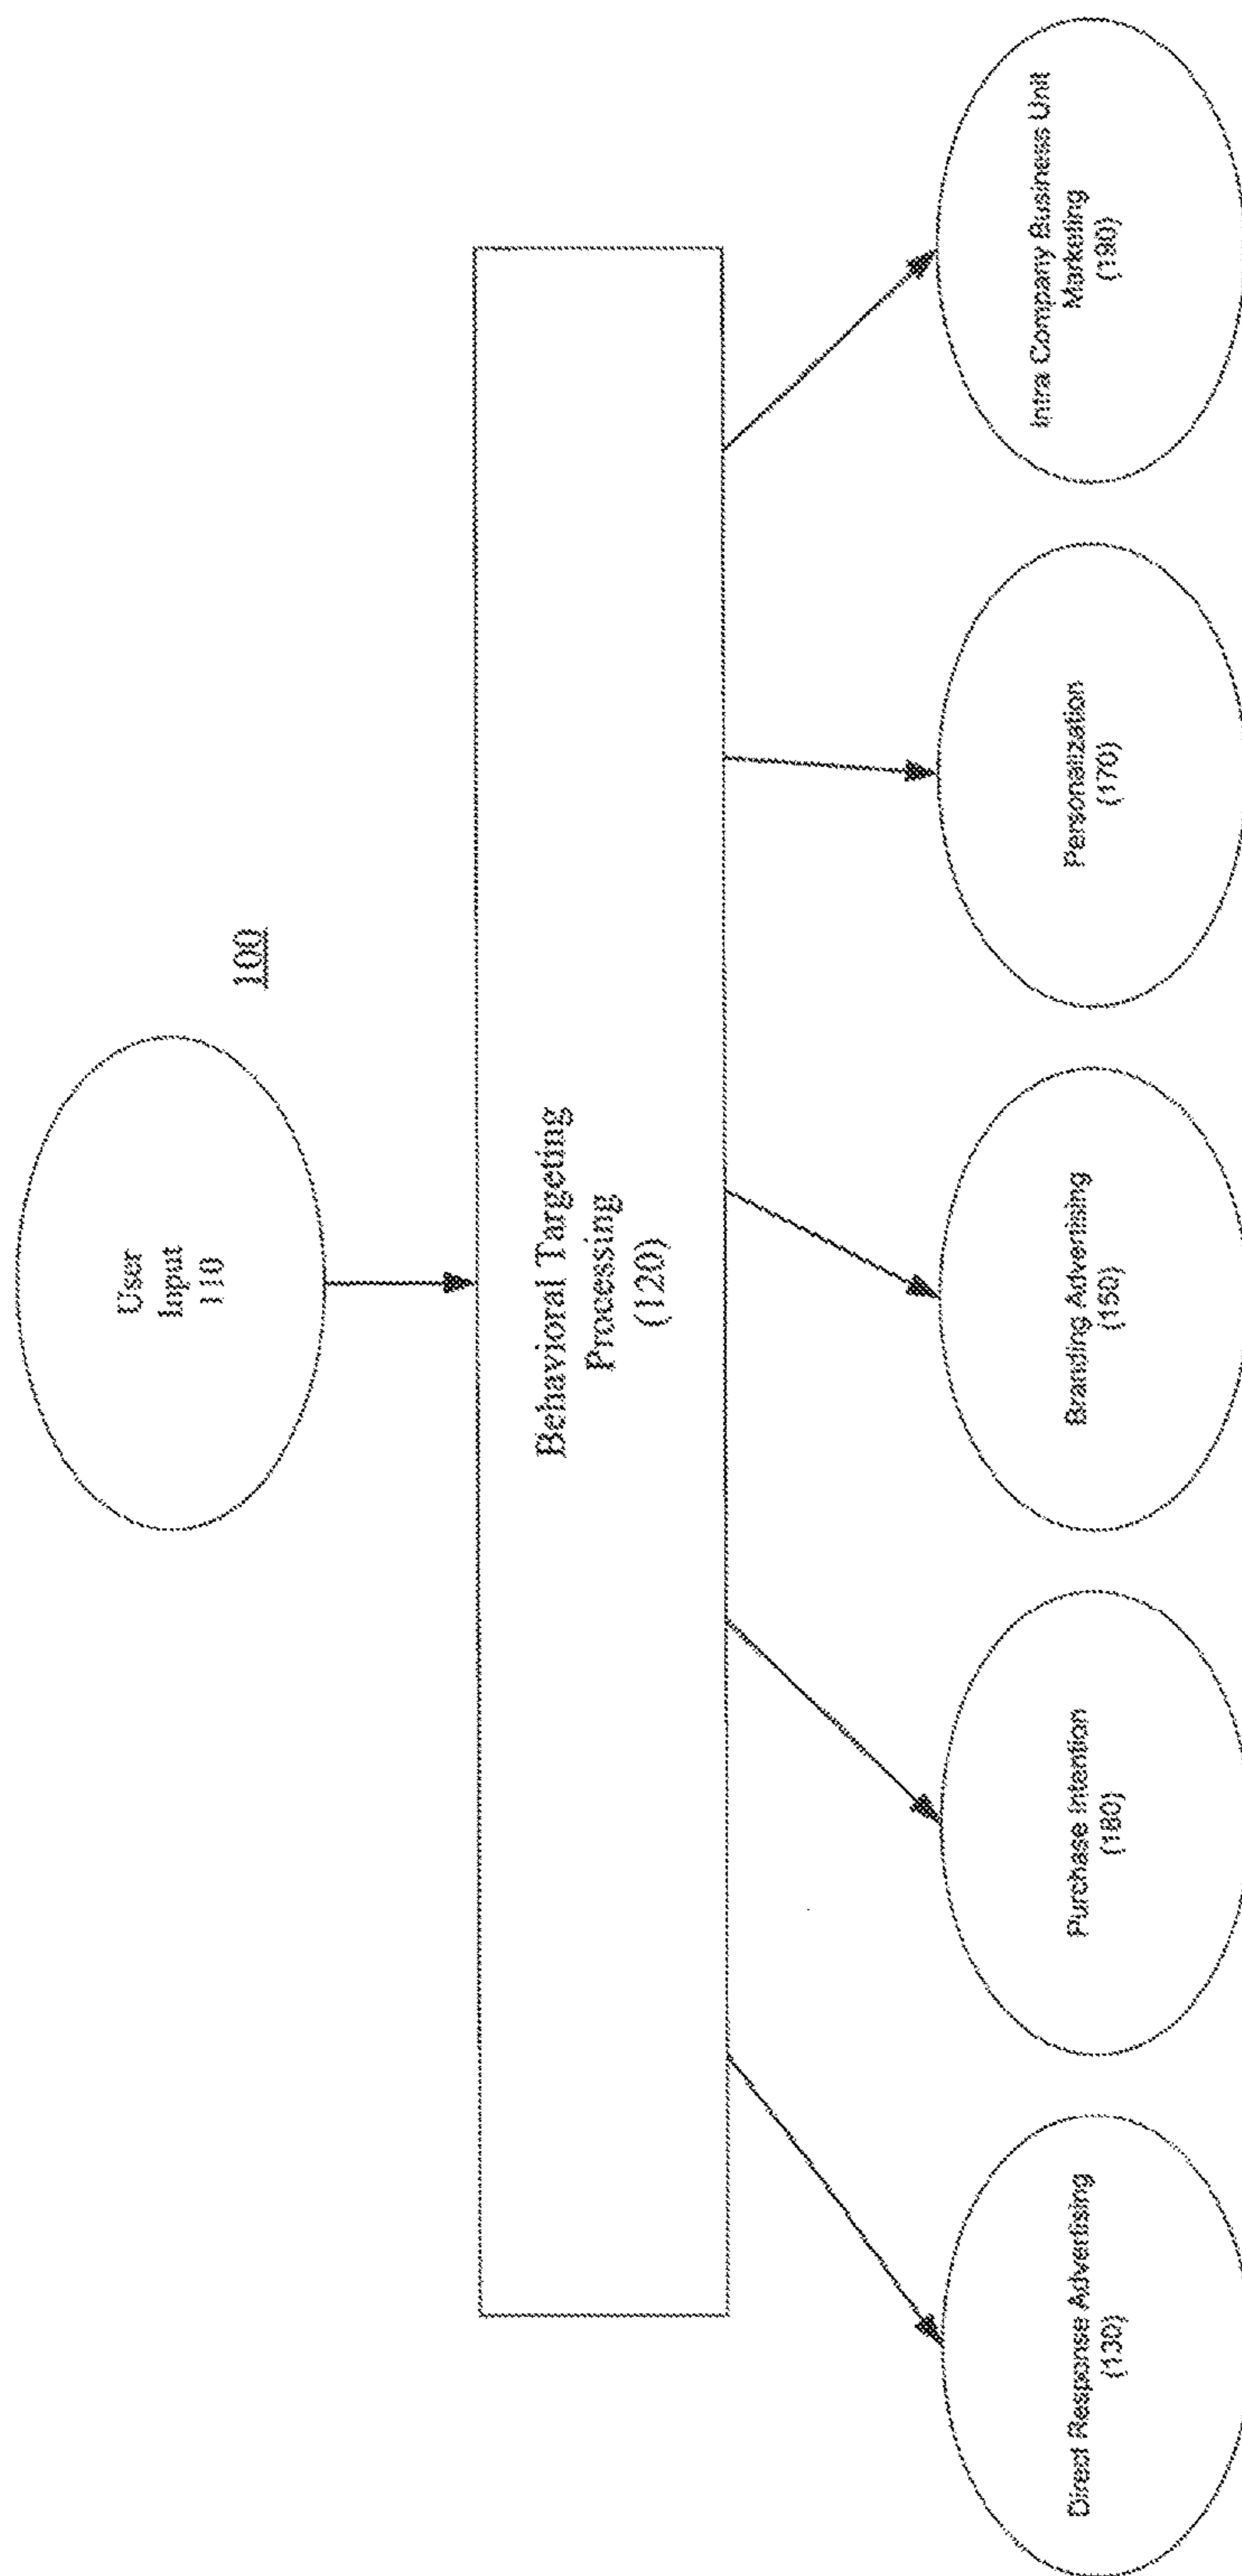 100
User
Input
110
Behavioral Targeting
Processing
(120)
Direct Response Advertising
(130)
Purchase Intention
(180)
Branding Advertising
(150)
Personalization
(170)
Intra Company Business Unit
Marketing
(190)